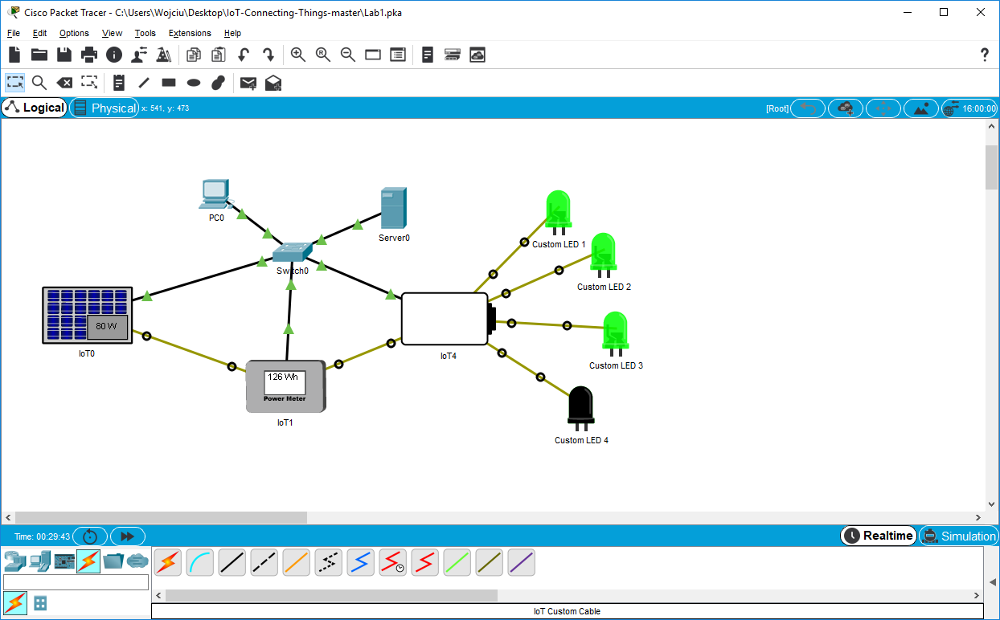 Cisco Packet Tracer - C:\Users\Wojciu\Desktop\IoT-Connecting-Things-master\Lab1.pka
File Edit Options View Tools Extensions Help
?
Logical Physical x: 541, y: 473 [Root] 16:00:00
PC0
Server0
Switch0
Custom LED 1
Custom LED 2
80 W
IoT0
IoT4
Custom LED 3
126 Wh
Power Meter
IoT1
Custom LED 4
Time: 00:29:43 Realtime Simulation
IoT Custom Cable